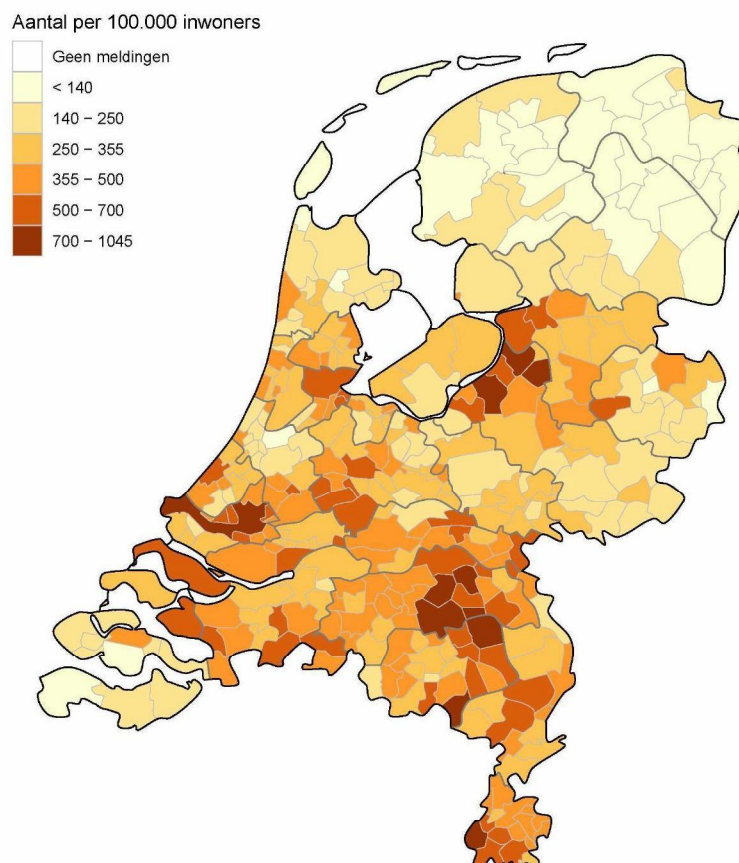 Aantal per 100.000 inwoners
Geen meldingen
< 140
140 − 250
250 − 355
355 − 500
500 − 700
700 − 1045